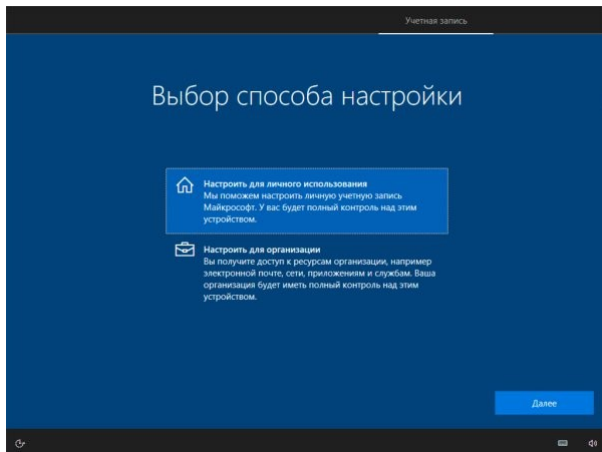 Учетная запись
Выбор способа настройки
Настроить для личного использования
Мы поможем настроить личную учетную запись
Майкрософт. У вас будет полный контроль над этим
устройством.
Настроить для организации
Вы получите доступ к ресурсам организации, например
электронной почте, сети, приложениям и службам. Ваша
организация будет иметь полный контроль над этим
устройством.
Далее